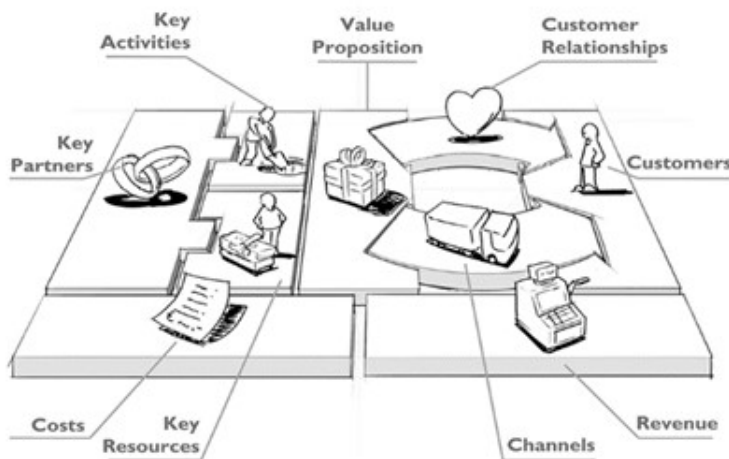 Key
Activities
Value
Proposition
Customer
Relationships
Key
Partners
Customers
Costs
Key
Resources
Channels
Revenue